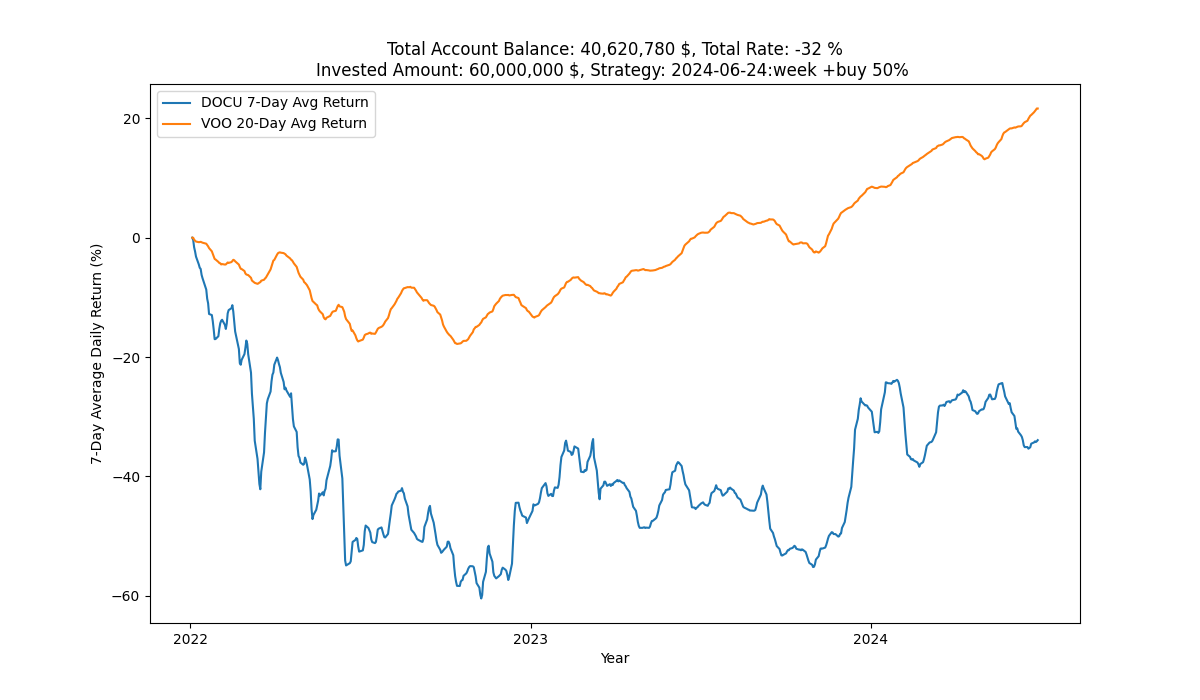 Total Account Balance: 40,620,780 $, Total Rate: -32 %
Invested Amount: 60,000,000 $, Strategy: 2024-06-24:week +buy 50%
DOCU 7-Day Avg Return
VOO 20-Day Avg Return
7-Day Average Daily Return (%)
20
0
−20
−40
−60
2022
2023
2024
Year